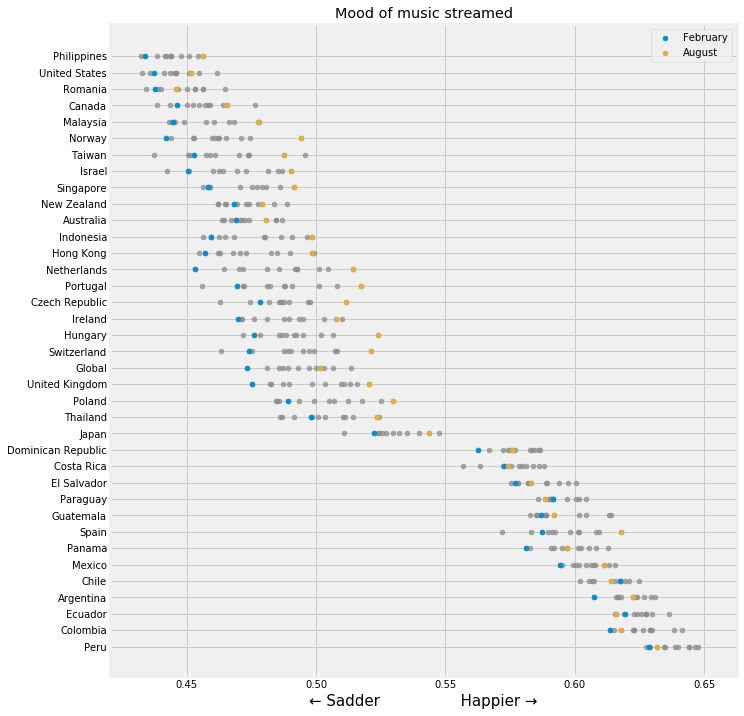 Mood of music streamed
February
August
Philippines
United States
Romania
Canada
Malaysia
Norway
Taiwan
Israel
Singapore
New Zealand
Australia
Indonesia
Hong Kong
Netherlands
Portugal
Czech Republic
Ireland
Hungary
Switzerland
Global
United Kingdom
Poland
Thailand
Japan
Dominican Republic
Costa Rica
El Salvador
Paraguay
Guatemala
Spain
Panama
Mexico
Chile
Argentina
Ecuador
Colombia
Peru
0.45 0.50 0.55 0.60 0.65
← Sadder Happier →